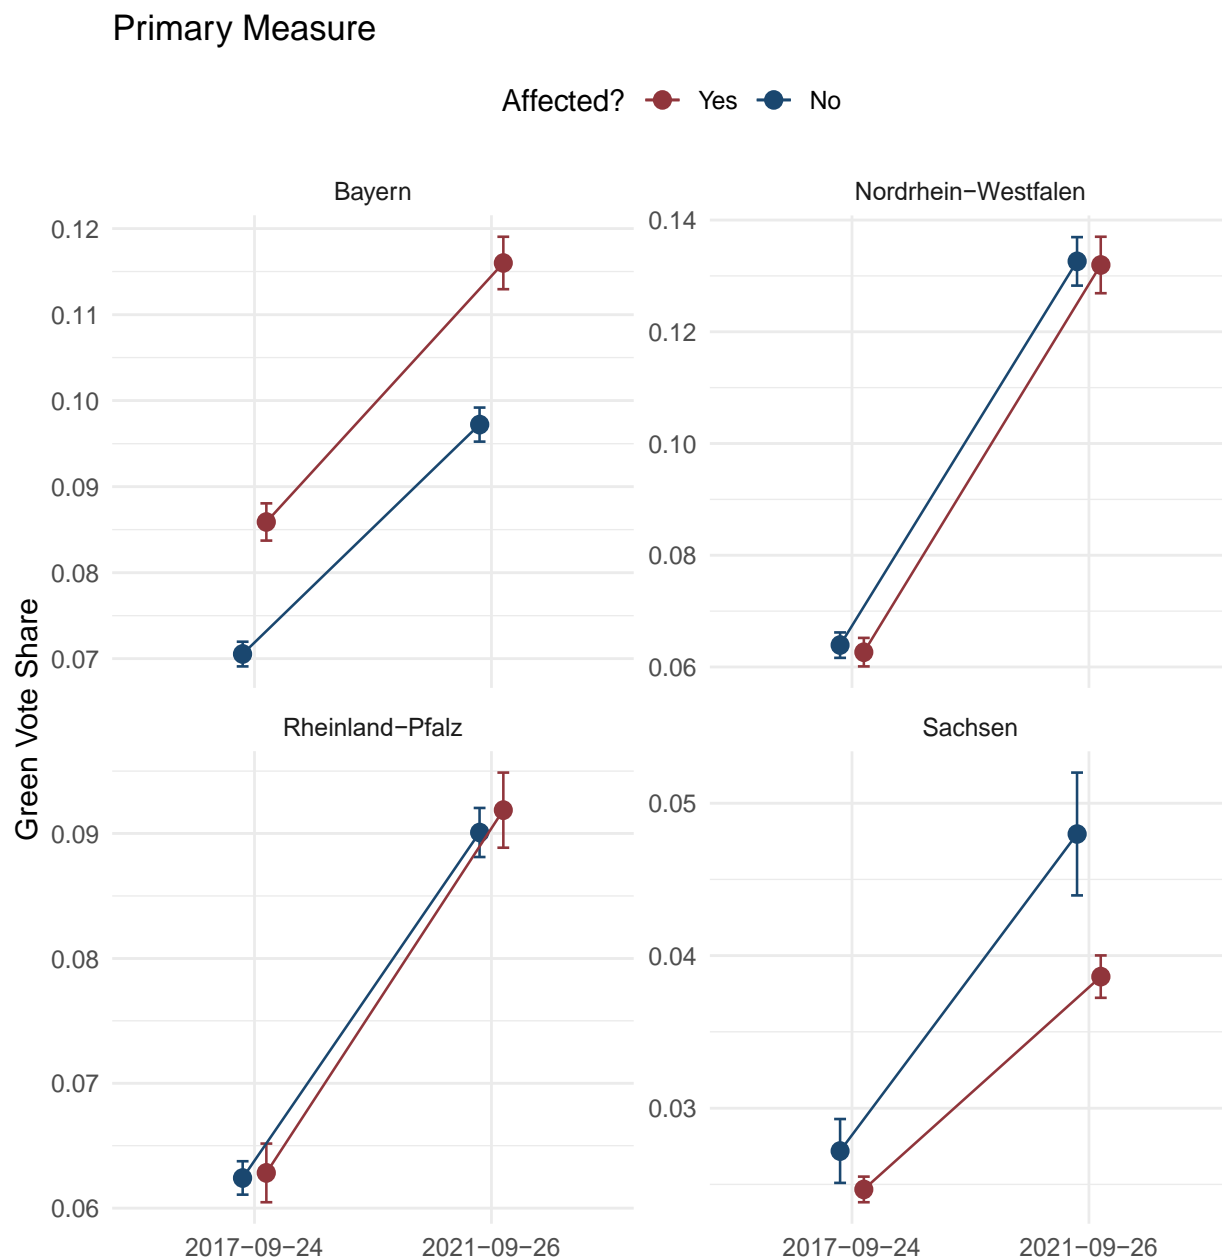 Primary Measure
Affected? Yes No
Bayern
Nordrhein−Westfalen
0.12
0.11
0.10
0.09
0.08
0.07
0.14
0.12
0.10
0.08
0.06
Green Vote Share
Rheinland−Pfalz
Sachsen
0.09
0.08
0.07
0.06
0.05
0.04
0.03
2017−09−24 2021−09−26
2017−09−24 2021−09−26